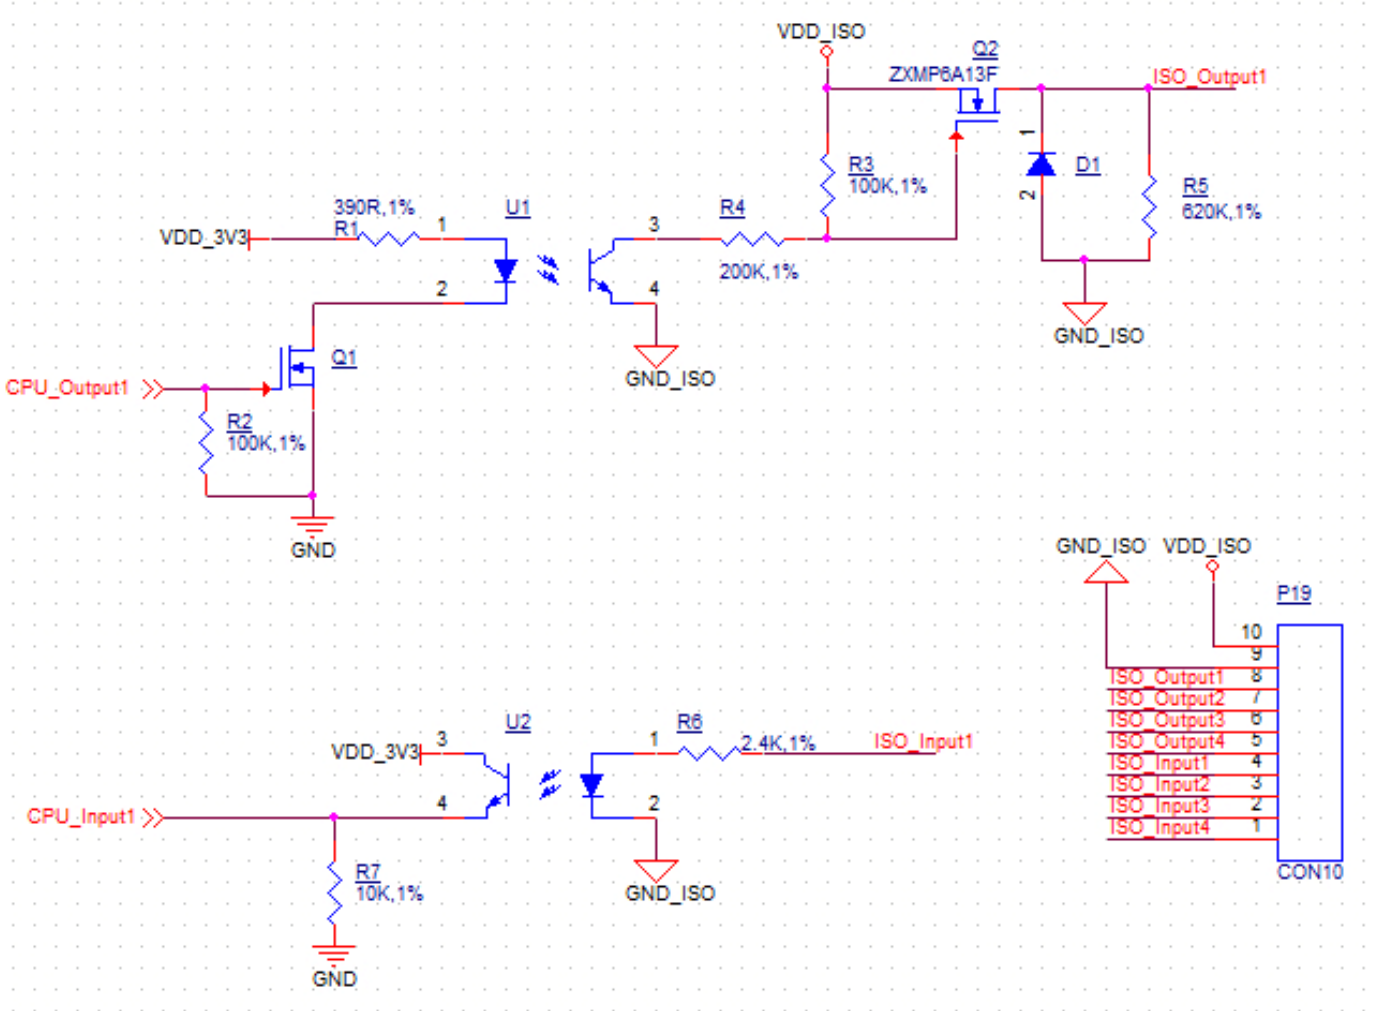 VDD_ISO
Q2
ZXMP6A13F
ISO_Output1
1
D1
2
R3
100K,1%
R5
620K,1%
390R,1%
R1
U1
R4
VDD_3V3
1
3
200K,1%
2
4
GND_ISO
GND_ISO
Q1
CPU_Output1
R2
100K,1%
GND
GND_ISO
VDD_ISO
P19
10
9
ISO_Output1 8
ISO_Output2 7
ISO_Output3 6
ISO_Output4 5
ISO_Input1 4
ISO_Input2 3
ISO_Input3 2
ISO_Input4 1
CON10
U2
R6
VDD_3V3
3
1
2.4K,1%
ISO_Input1
4
2
CPU_Input1
GND_ISO
R7
10K,1%
GND